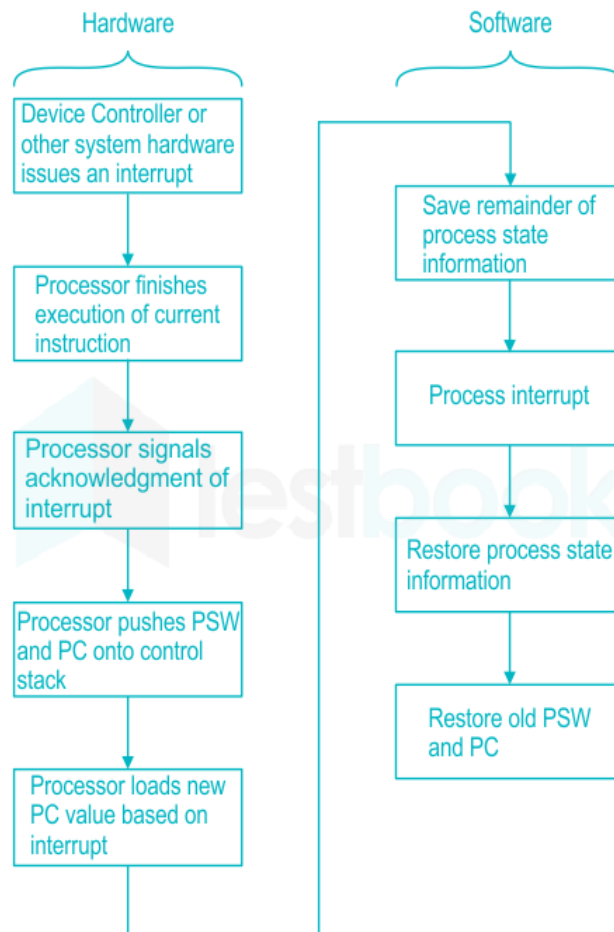 Hardware
Device Controller or
other system hardware
issues an interrupt
Processor finishes
execution of current
instruction
Processor signals
acknowledgment of
interrupt
Processor pushes PSW
and PC onto control
stack
Processor loads new
PC value based on
interrupt
Software
Save remainder of
process state
information
Process interrupt
Restore process state
information
Restore old PSW
and PC
testbook